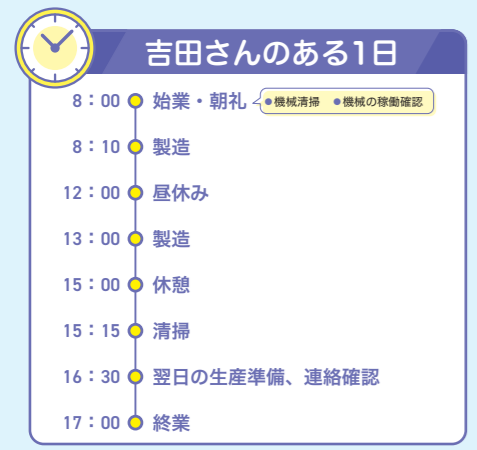 吉田さんのある1日
8：00 始業・朝礼 ●機械清掃 ●機械の稼働確認
8：10 製造
12：00 昼休み
13：00 製造
15：00 休憩
15：15 清掃
16：30 翌日の生産準備、連絡確認
17：00 終業